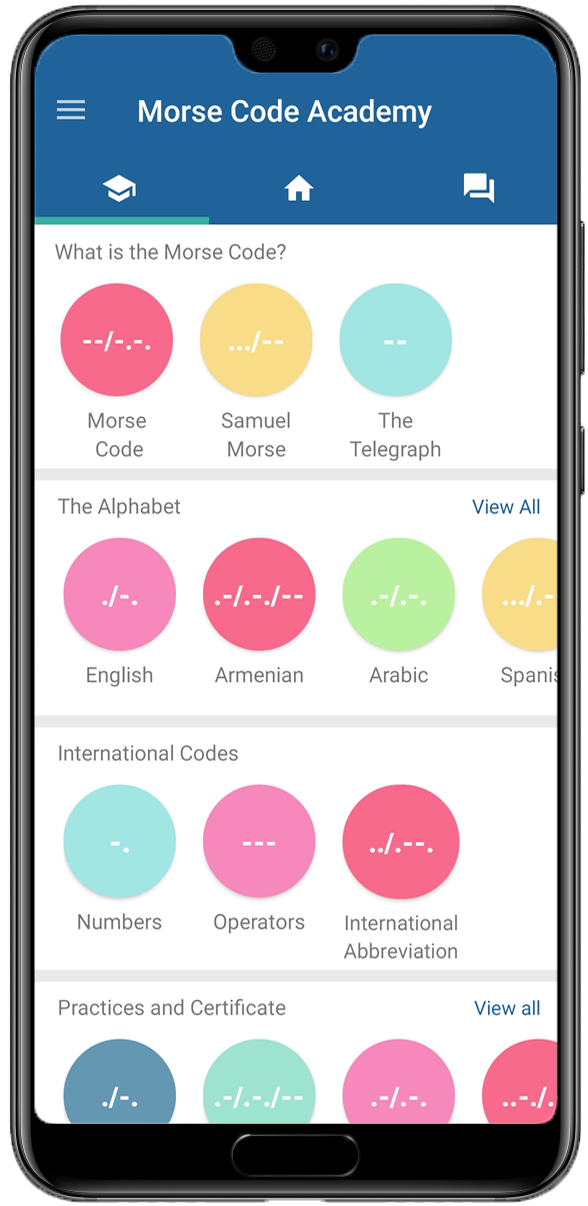 Morse Code Academy
What is the Morse Code?
--/-.-. .../-- --
Morse Code Samuel Morse The Telegraph
The Alphabet View All
./-. .-/.-./-- .-/.-. .../.-
English Armenian Arabic Spanis
International Codes
-. --- ../.--.
Numbers Operators International Abbreviation
Practices and Certificate View all
./-. .-/.-./-- .-/.-. ..-./.